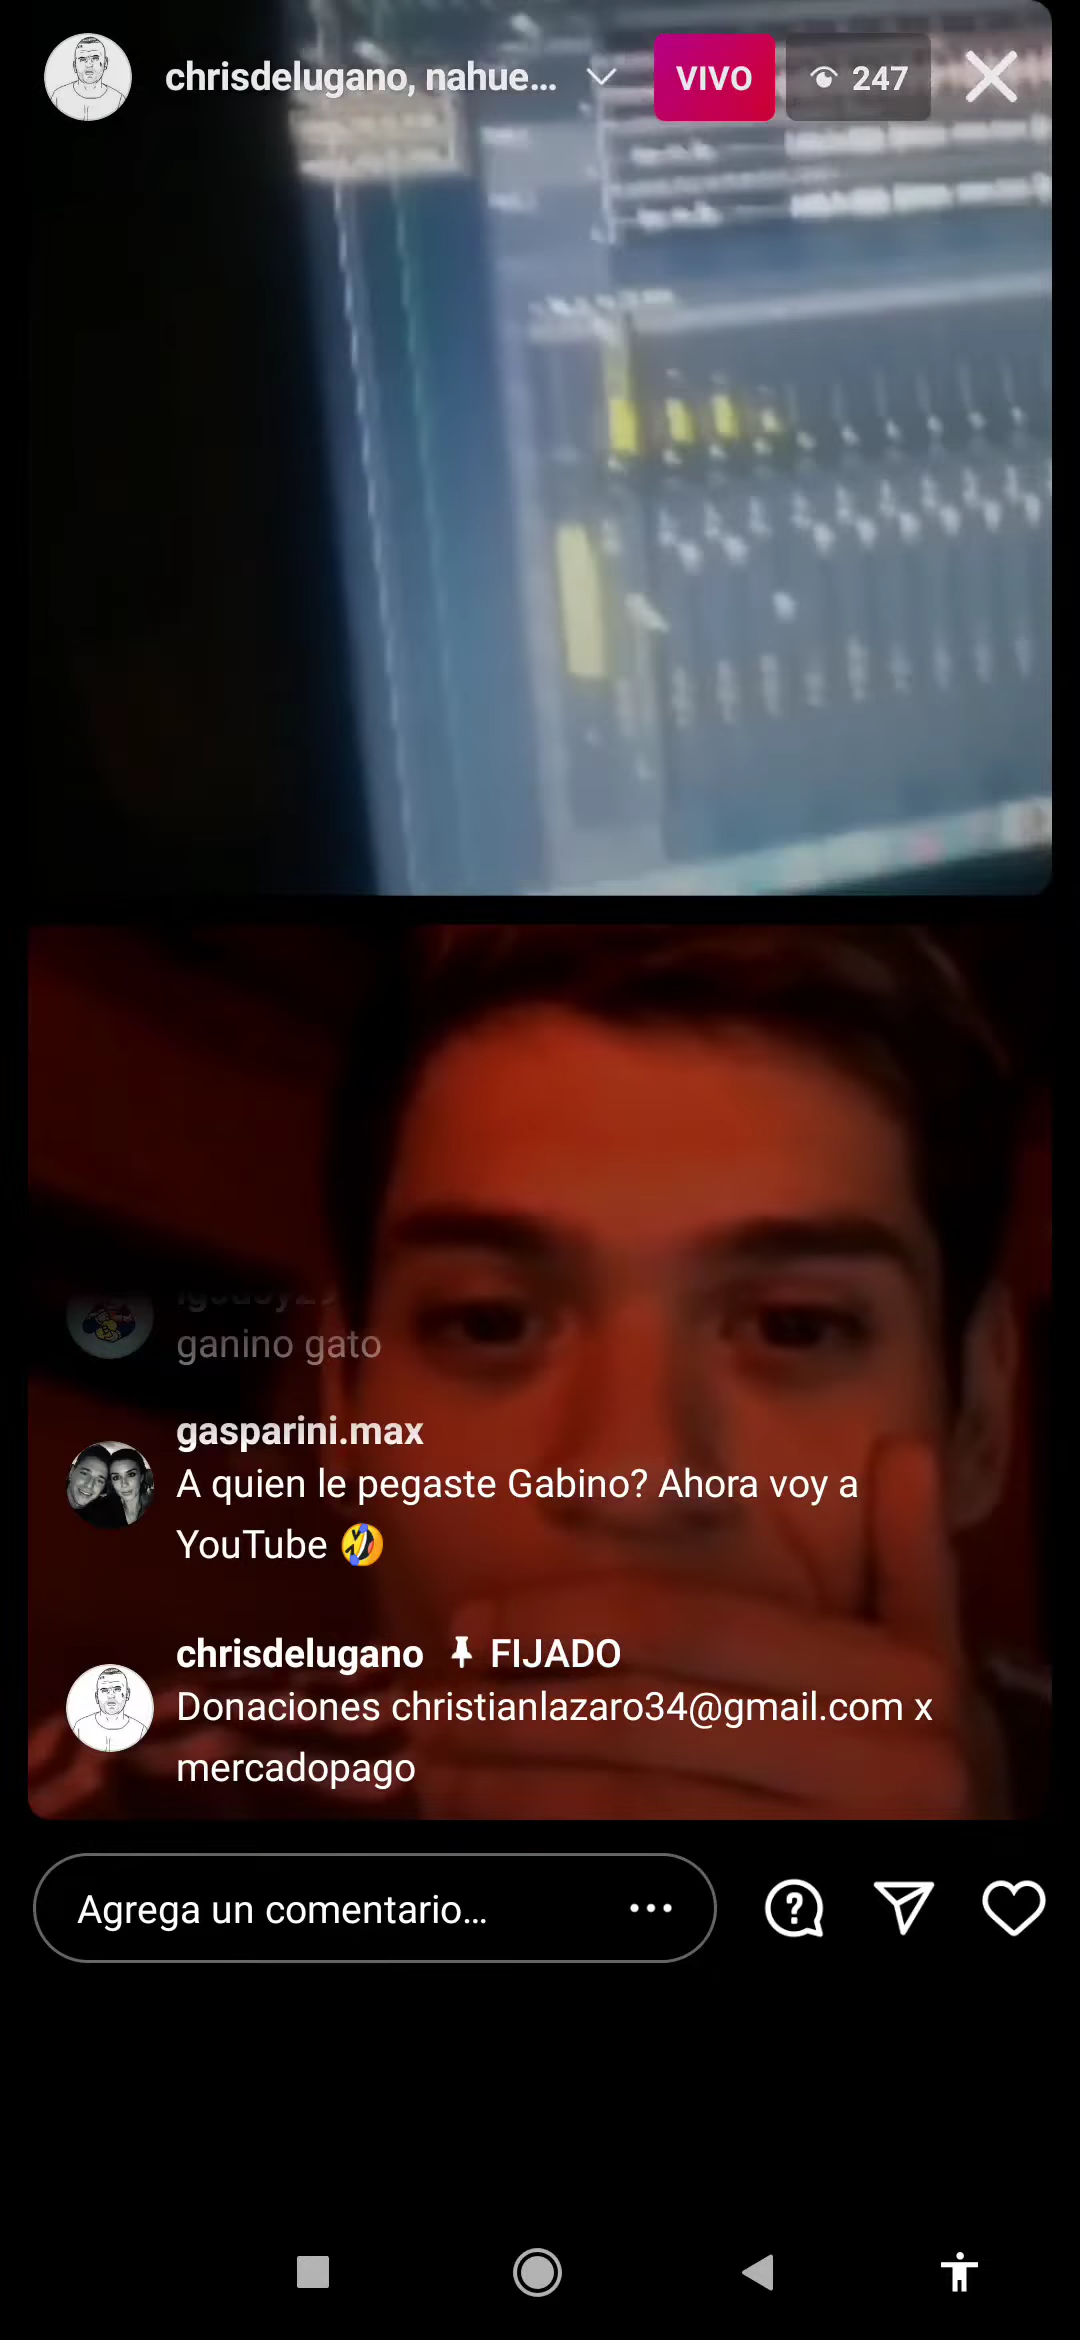 chrisdelugano, nahue...
VIVO
247
ganino gato
gasparini.max
A quien le pegaste Gabino? Ahora voy a
YouTube 🤣
chrisdelugano FIJADO
Donaciones christianlazaro34@gmail.com x
mercadopago
Agrega un comentario...